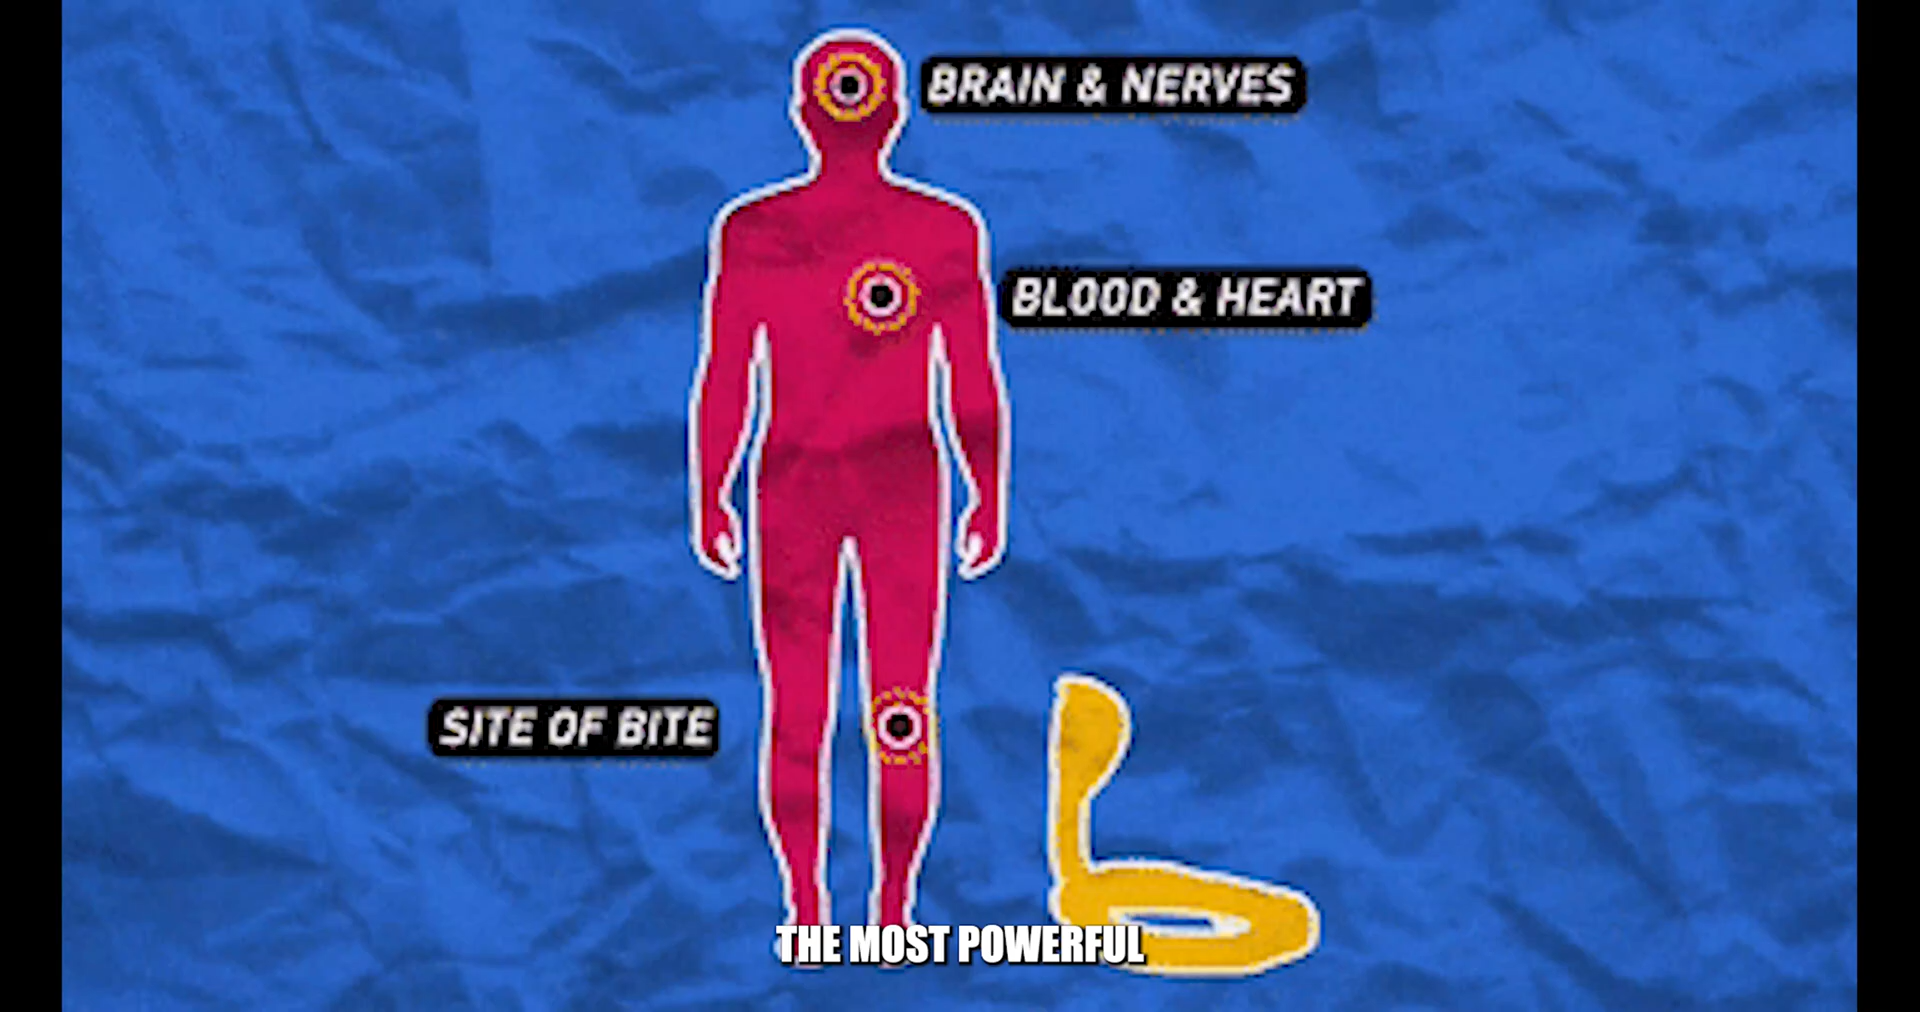 BRAIN & NERVES
BLOOD & HEART
SITE OF BITE
THE MOST POWERFUL